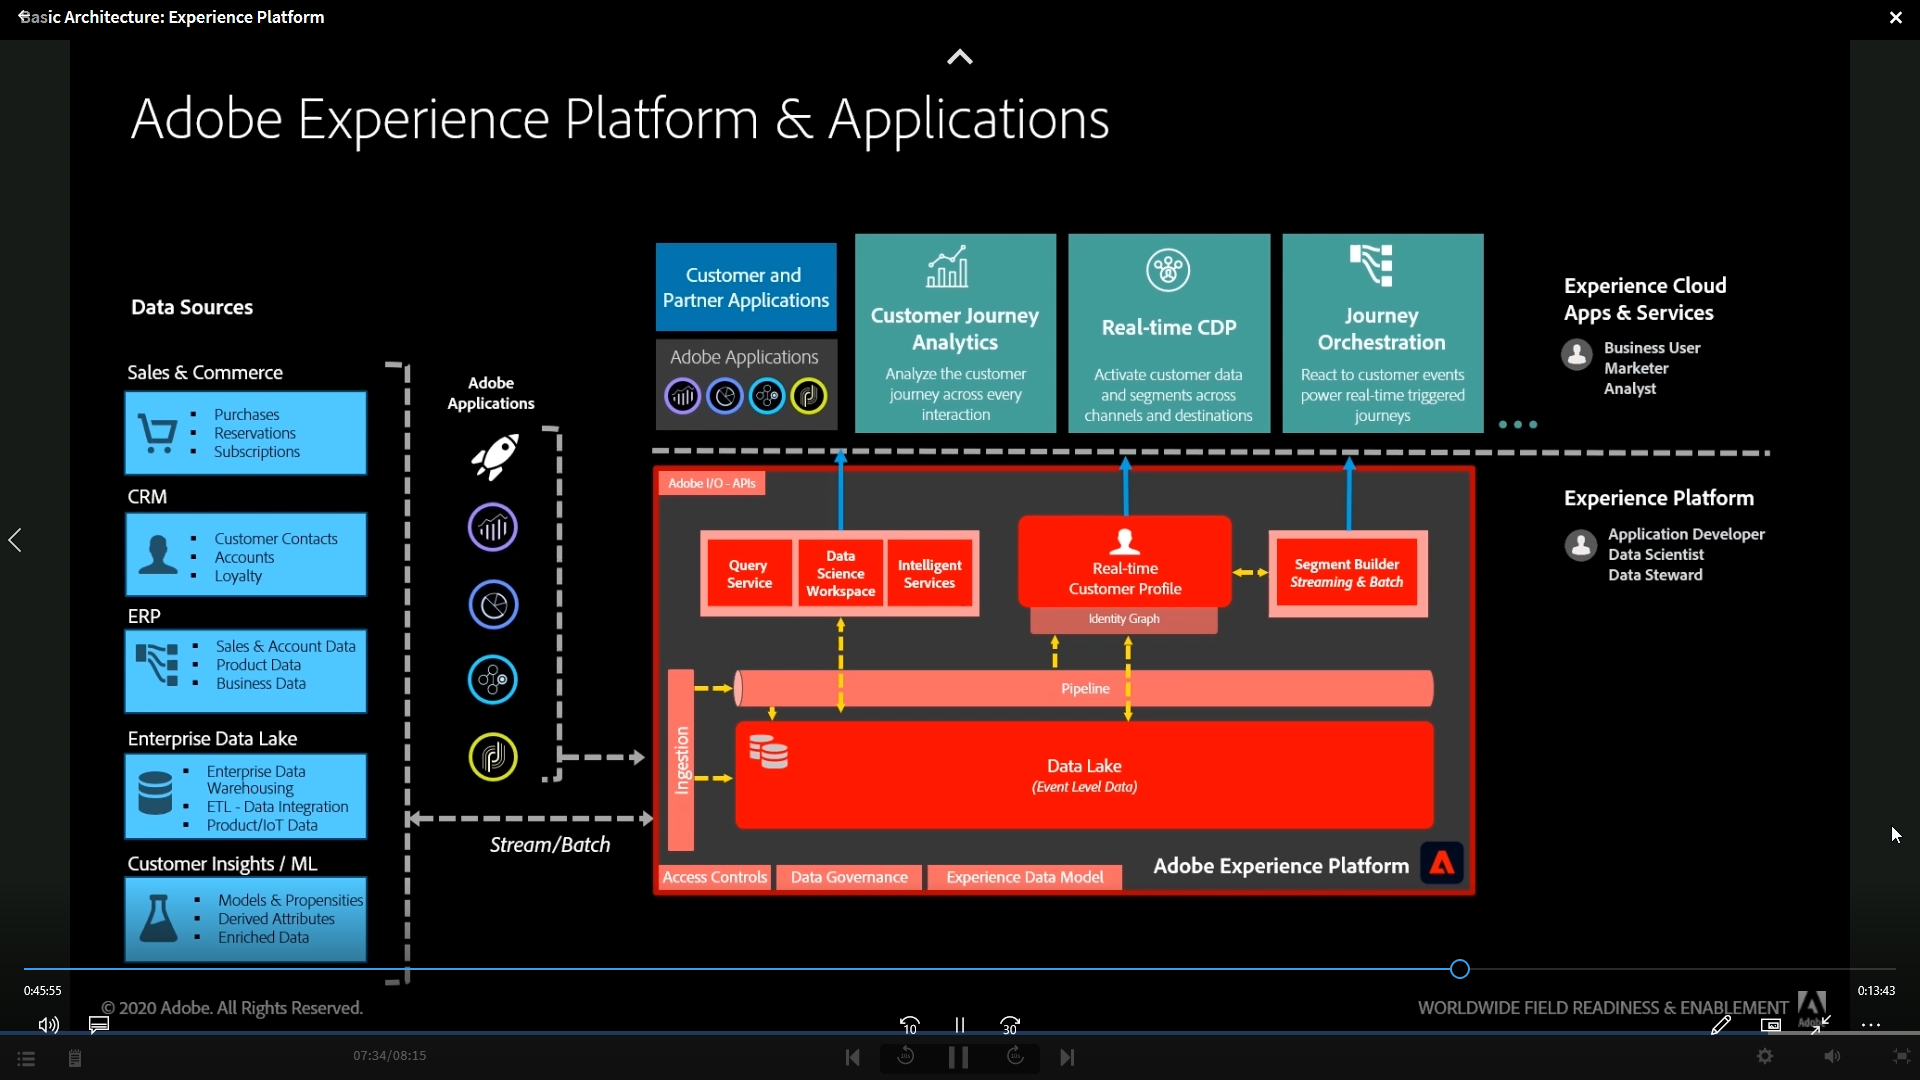 Basic Architecture: Experience Platform
Adobe Experience Platform & Applications
Data Sources
Sales & Commerce
Purchases
Reservations
Subscriptions
CRM
Customer Contacts
Accounts
Loyalty
ERP
Sales & Account Data
Product Data
Business Data
Enterprise Data Lake
Enterprise Data
Warehousing
ETL - Data Integration
Product/IoT Data
Customer Insights / ML
Models & Propensities
Derived Attributes
Enriched Data
Adobe
Applications
Stream/Batch
Customer and
Partner Applications
Adobe Applications
Customer Journey
Analytics
Analyze the customer
journey across every
interaction
Real-time CDP
Activate customer data
and segments across
channels and destinations
Journey
Orchestration
React to customer events
power real-time triggered
journeys
Experience Cloud
Apps & Services
Business User
Marketer
Analyst
Experience Platform
Application Developer
Data Scientist
Data Steward
Adobe I/O - APIs
Query
Service
Data
Science
Workspace
Intelligent
Services
Real-time
Customer Profile
Identity Graph
Segment Builder
Streaming & Batch
Ingestion
Pipeline
Data Lake
(Event Level Data)
Access Controls
Data Governance
Experience Data Model
Adobe Experience Platform
0:45:55
0:13:43
© 2020 Adobe. All Rights Reserved.
WORLDWIDE FIELD READINESS & ENABLEMENT
Adobe
10
30
07:34/08:15
10s
10s